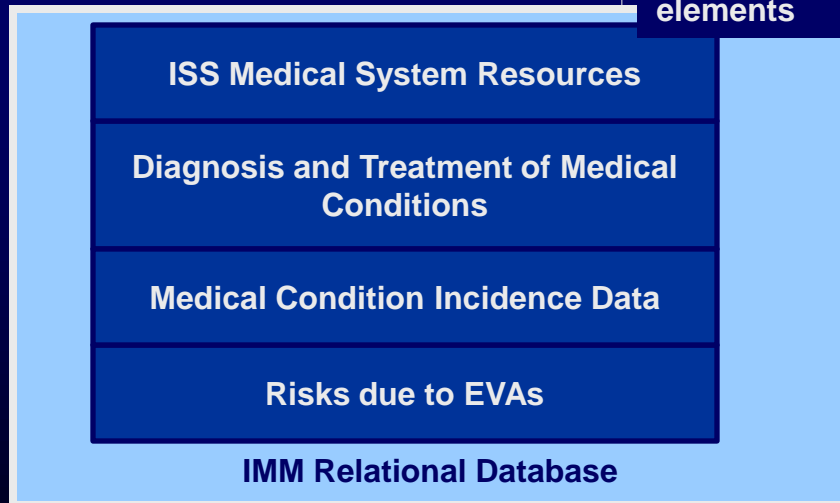 elements
ISS Medical System Resources
Diagnosis and Treatment of Medical
Conditions
Medical Condition Incidence Data
Risks due to EVAs
IMM Relational Database